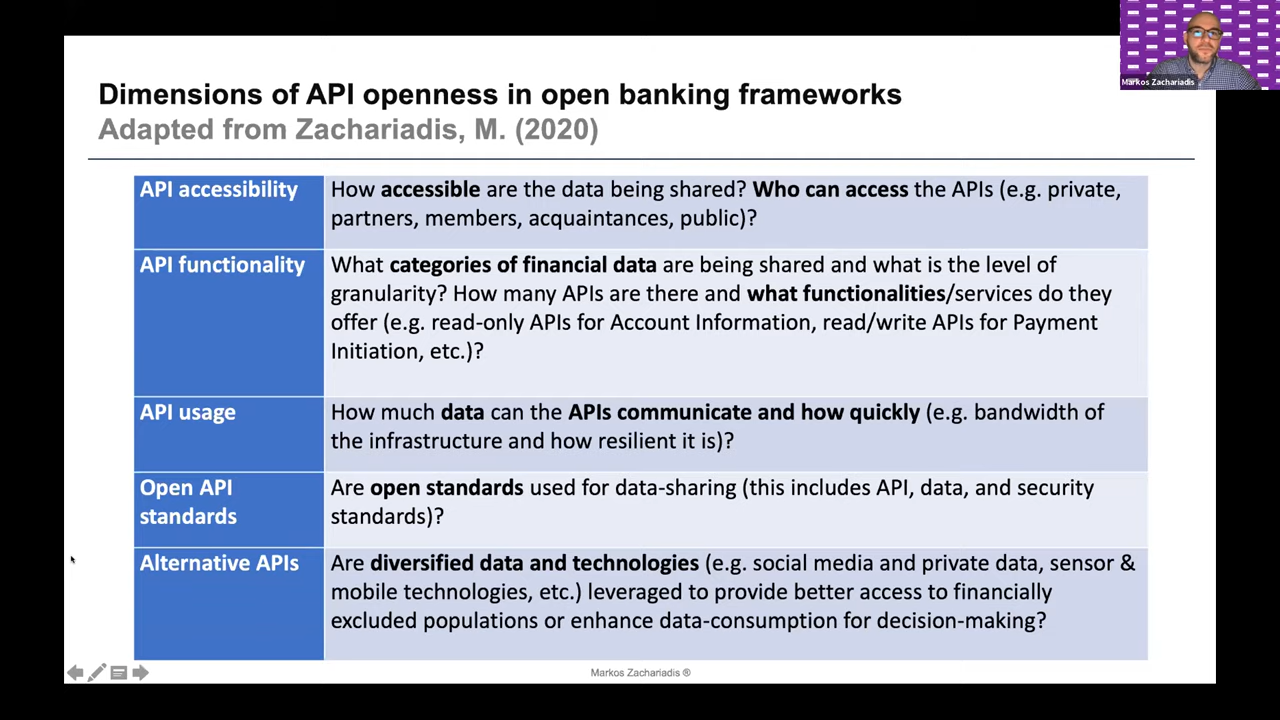 Markos Zachariadis
Dimensions of API openness in open banking frameworks
Adapted from Zachariadis, M. (2020)
API accessibility
How accessible are the data being shared? Who can access the APIs (e.g. private,
partners, members, acquaintances, public)?
API functionality
What categories of financial data are being shared and what is the level of
granularity? How many APIs are there and what functionalities/services do they
offer (e.g. read-only APIs for Account Information, read/write APIs for Payment
Initiation, etc.)?
API usage
How much data can the APIs communicate and how quickly (e.g. bandwidth of
the infrastructure and how resilient it is)?
Open API
standards
Are open standards used for data-sharing (this includes API, data, and security
standards)?
Alternative APIs
Are diversified data and technologies (e.g. social media and private data, sensor &
mobile technologies, etc.) leveraged to provide better access to financially
excluded populations or enhance data-consumption for decision-making?
Markos Zachariadis ®